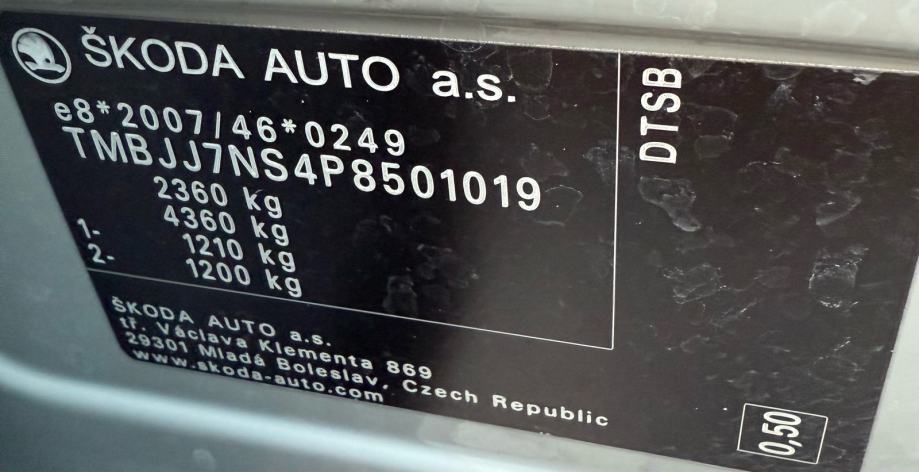 ŠKODA AUTO a.s.
e8*2007/46*0249
TMBJJ7NS4P8501019
2360 kg
4360 kg
1- 1210 kg
2- 1200 kg
ŠKODA AUTO a.s.
tř. Václava Klementa 869
29301 Mladá Boleslav, Czech Republic
www.skoda-auto.com
DTSB
0,50